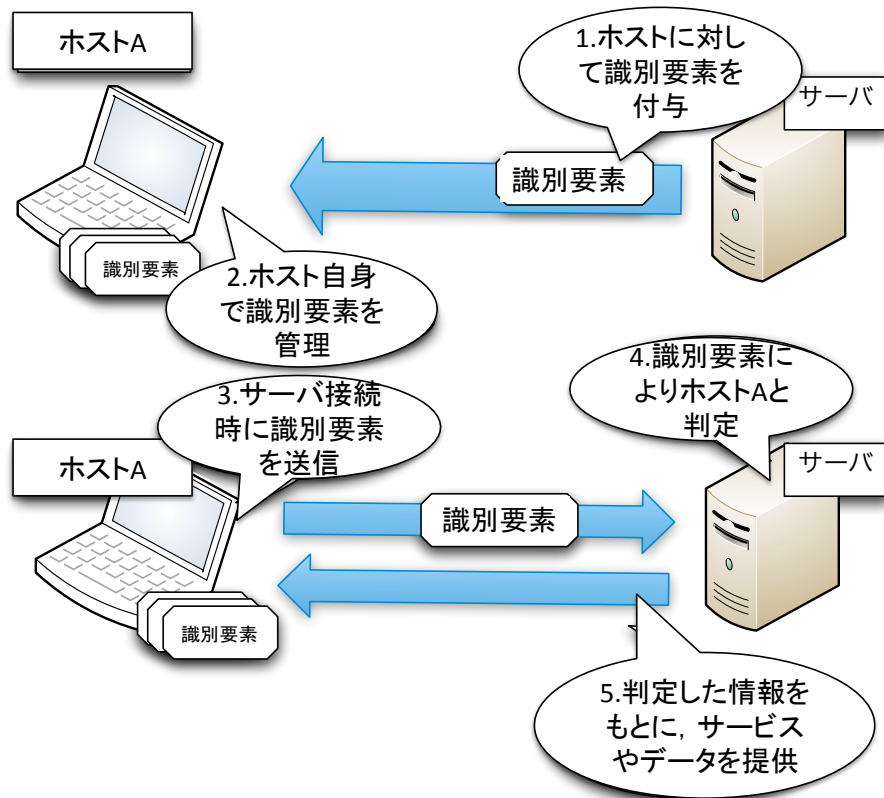 ホストA
1.ホストに対し
て識別要素を
付与
サーバ
識別要素
識別要素
2.ホスト自身
で識別要素を
管理
3.サーバ接続
時に識別要素
を送信
4.識別要素に
よりホストAと
判定
ホストA
サーバ
識別要素
識別要素
5.判定した情報を
もとに，サービス
やデータを提供